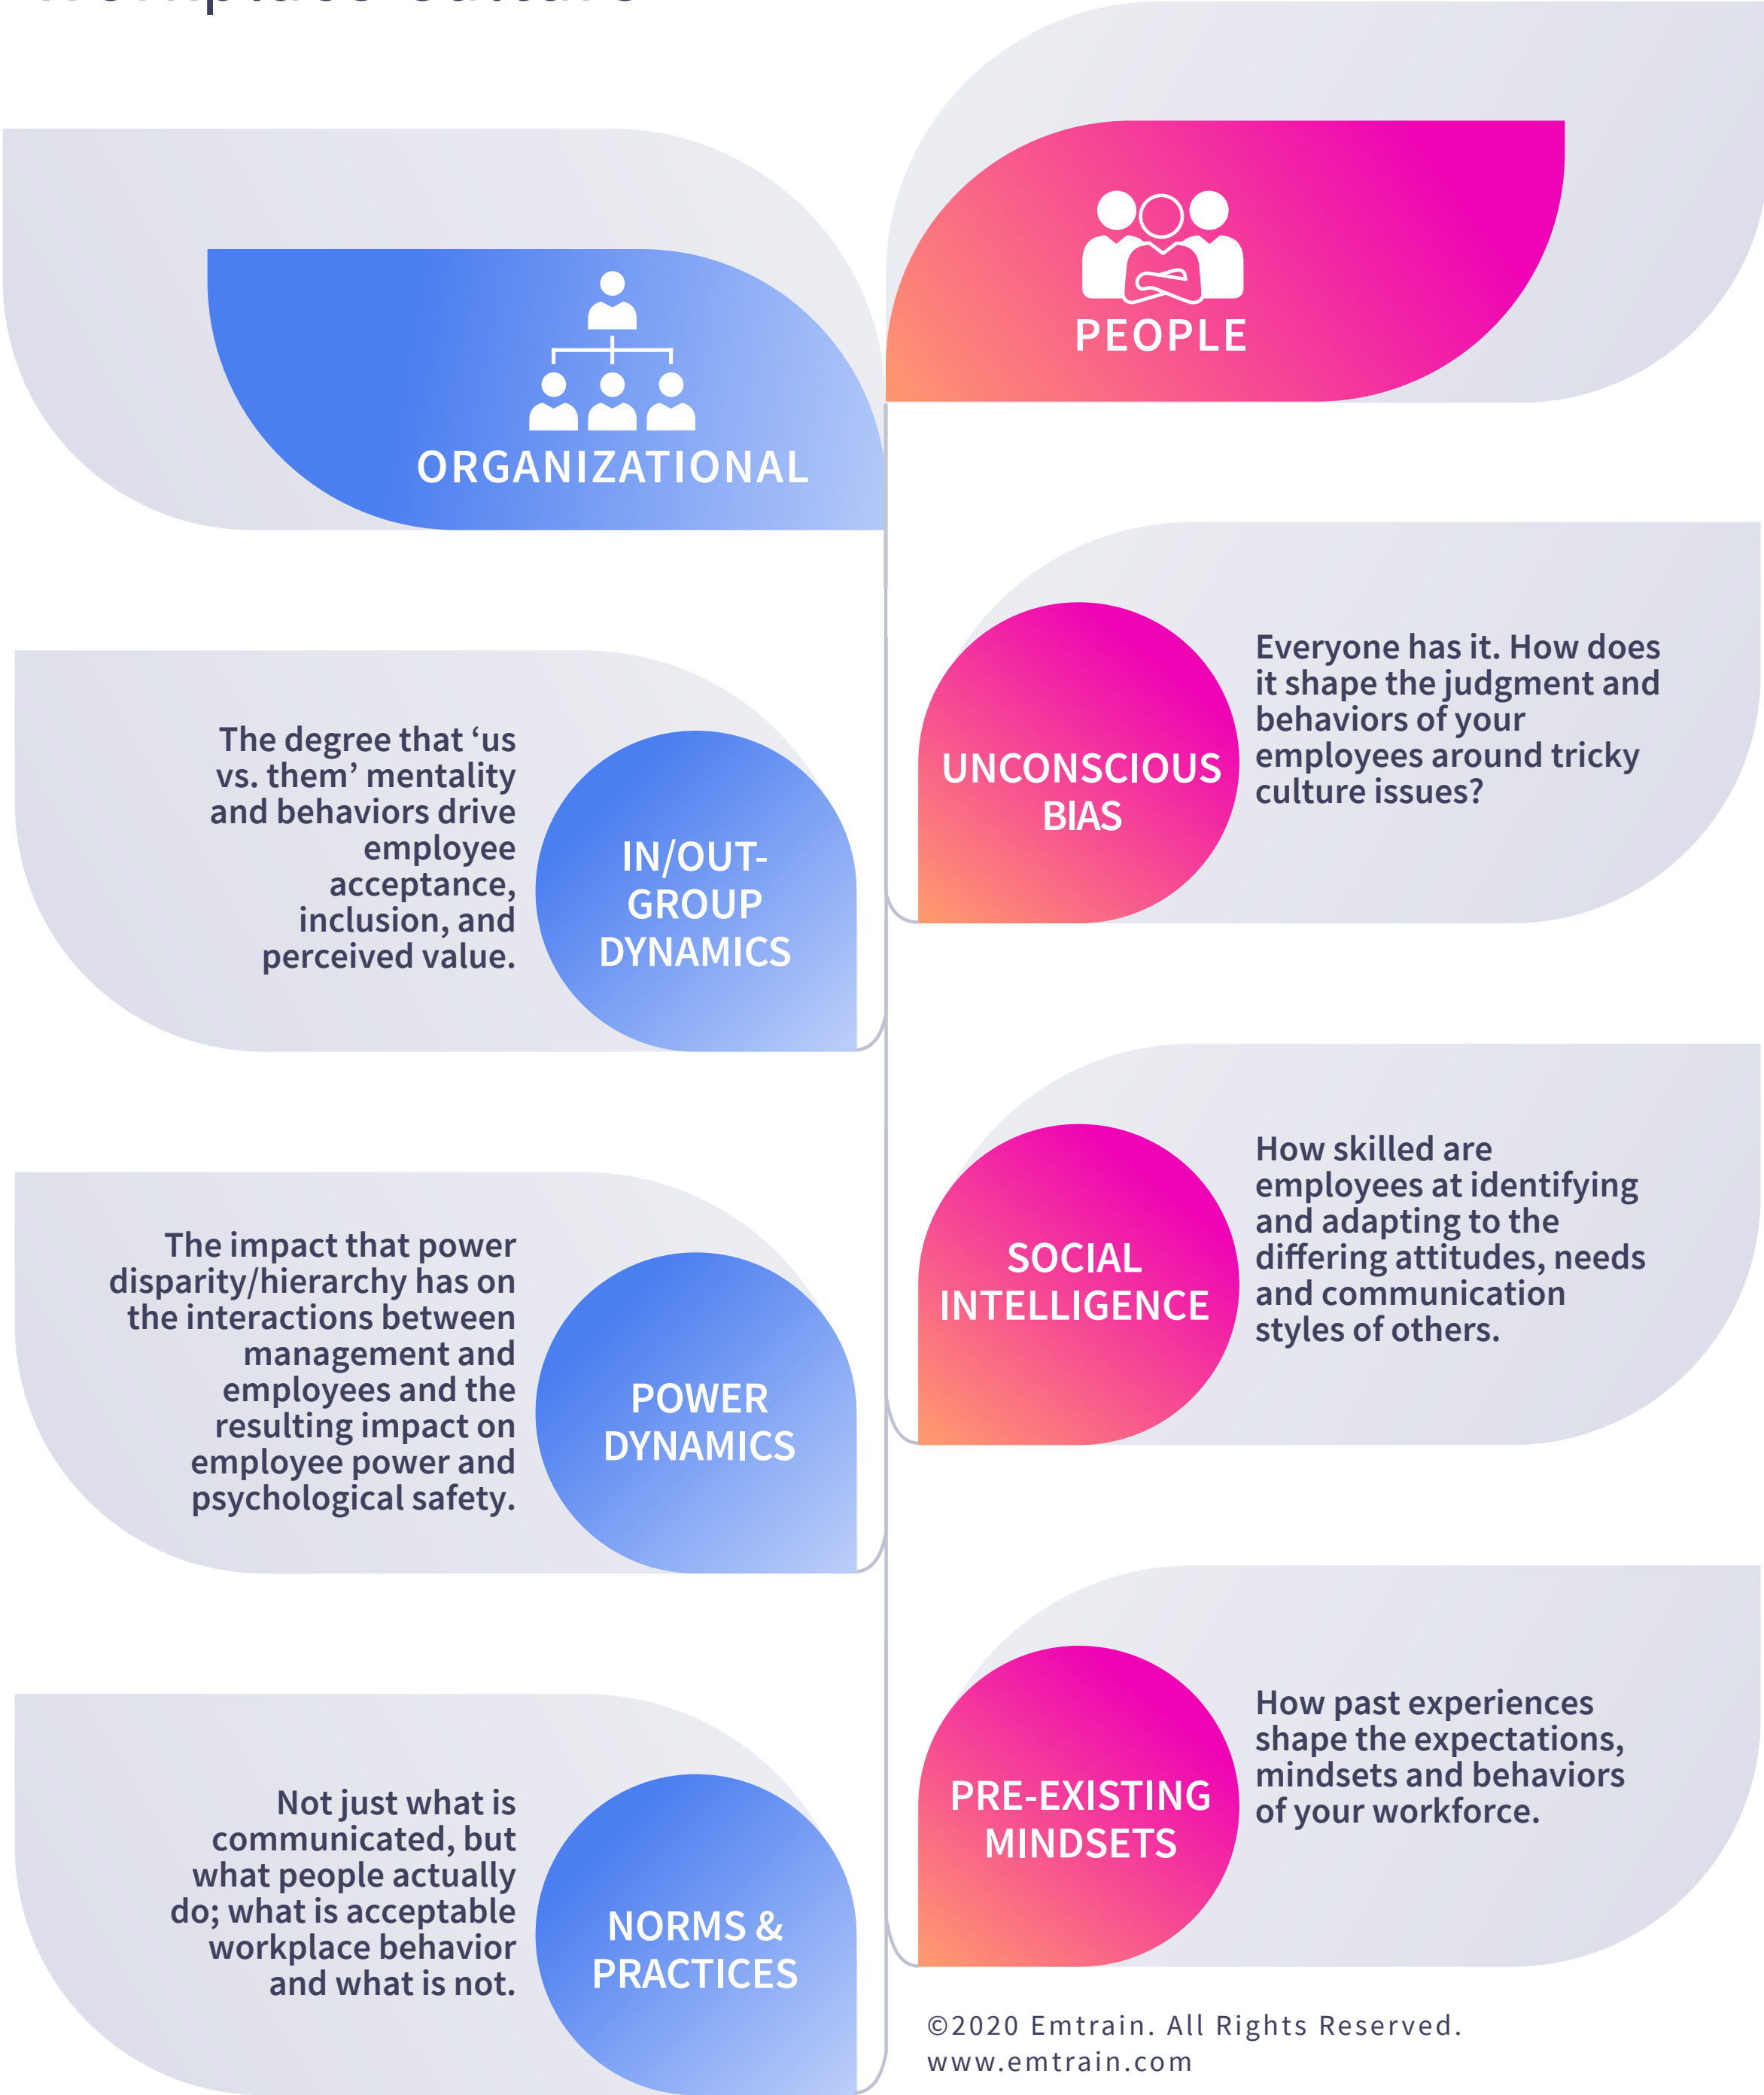 PEOPLE
ORGANIZATIONAL
Everyone has it. How does
it shape the judgment and
behaviors of your
employees around tricky
culture issues?
UNCONSCIOUS
BIAS
The degree that ‘us
vs. them’ mentality
and behaviors drive
employee
acceptance,
inclusion, and
perceived value.
IN/OUT-
GROUP
DYNAMICS
How skilled are
employees at identifying
and adapting to the
differing attitudes, needs
and communication
styles of others.
SOCIAL
INTELLIGENCE
The impact that power
disparity/hierarchy has on
the interactions between
management and
employees and the
resulting impact on
employee power and
psychological safety.
POWER
DYNAMICS
How past experiences
shape the expectations,
mindsets and behaviors
of your workforce.
PRE-EXISTING
MINDSETS
Not just what is
communicated, but
what people actually
do; what is acceptable
workplace behavior
and what is not.
NORMS &
PRACTICES
©2020 Emtrain. All Rights Reserved.
www.emtrain.com